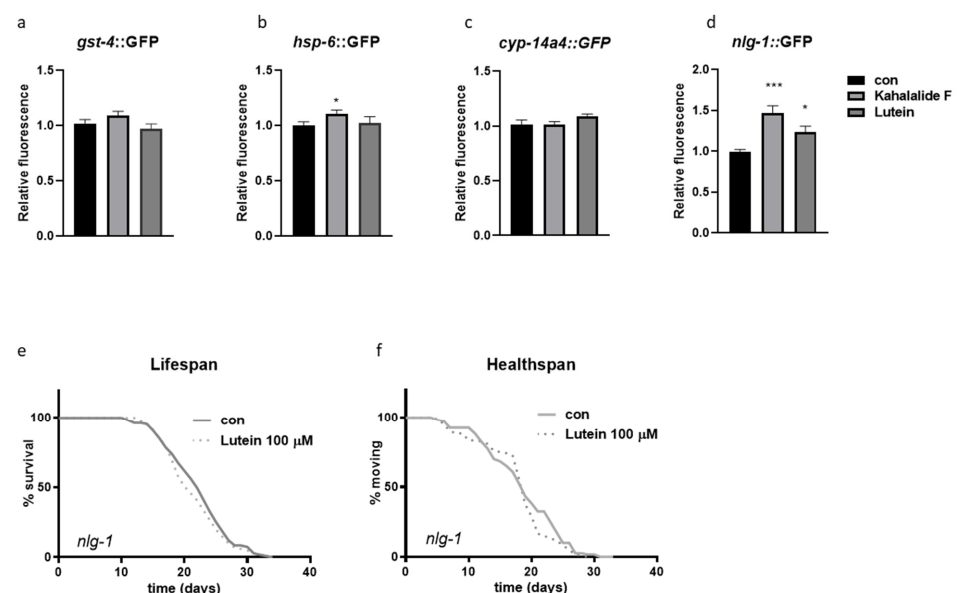 a
gst-4::GFP
Relative fluorescence
1.5
1.0
0.5
0.0
b
hsp-6::GFP
Relative fluorescence
1.5
*
1.0
0.5
0.0
c
cyp-14a4::GFP
Relative fluorescence
1.5
1.0
0.5
0.0
d
nlg-1::GFP
Relative fluorescence
2.0
***
1.5
*
1.0
0.5
0.0
con
Kahalalide F
Lutein
e
Lifespan
% survival
100
50
0
con
Lutein 100 μM
nlg-1
0 10 20 30 40
time (days)
f
Healthspan
% moving
100
50
0
con
Lutein 100 μM
nlg-1
0 10 20 30 40
time (days)